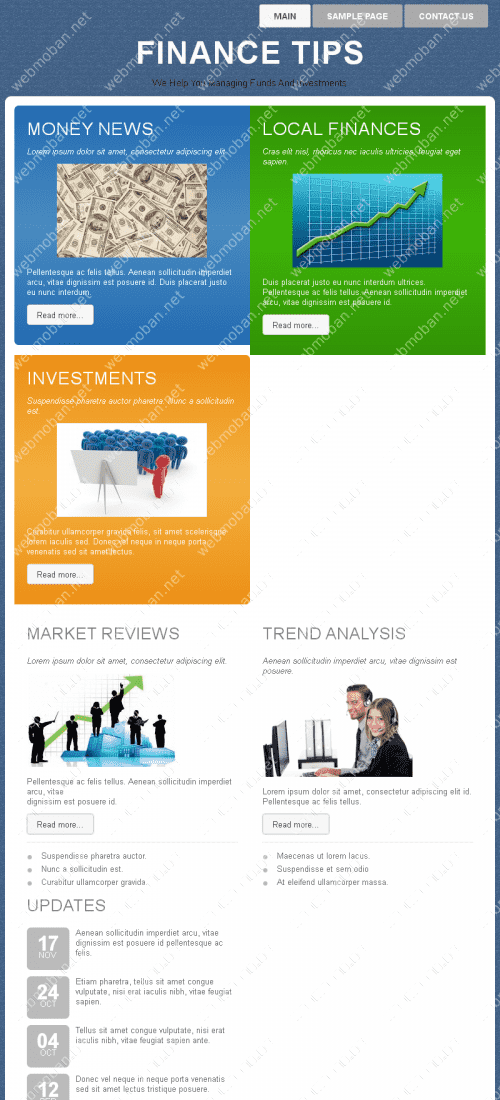 MAIN
SAMPLE PAGE
CONTACT US
FINANCE TIPS
We Help You Managing Funds And Investments
MONEY NEWS
Lorem ipsum dolor sit amet, consectetur adipiscing elit.
Pellentesque ac felis tellus. Aenean sollicitudin imperdiet
arcu, vitae dignissim est posuere id. Duis placerat justo
eu nunc interdum.
Read more...
LOCAL FINANCES
Cras elit nisl, rhoncus nec iaculis ultricies, feugiat eget
sapien.
Duis placerat justo eu nunc interdum ultrices.
Pellentesque ac felis tellus. Aenean sollicitudin imperdiet
arcu, vitae dignissim est posuere id.
Read more...
INVESTMENTS
Suspendisse pharetra auctor pharetra. Nunc a sollicitudin
est.
Curabitur ullamcorper gravida felis, sit amet scelerisque
lorem iaculis sed. Donec vel neque in neque porta
venenatis sed sit amet lectus.
Read more...
MARKET REVIEWS
Lorem ipsum dolor sit amet, consectetur adipiscing elit.
Pellentesque ac felis tellus. Aenean sollicitudin imperdiet
arcu, vitae
dignissim est posuere id.
Read more...
Suspendisse pharetra auctor.
Nunc a sollicitudin est.
Curabitur ullamcorper gravida.
TREND ANALYSIS
Aenean sollicitudin imperdiet arcu, vitae dignissim est
posuere.
Lorem ipsum dolor sit amet, consectetur adipiscing elit id.
Pellentesque ac felis tellus.
Read more...
Maecenas ut lorem lacus.
Suspendisse et sem odio
At eleifend ullamcorper massa.
UPDATES
17
NOV
Aenean sollicitudin imperdiet arcu, vitae
dignissim est posuere id pellentesque ac
felis.
24
OCT
Etiam pharetra, tellus sit amet congue
vulputate, nisi erat iaculis nibh, vitae feugiat
sapien.
04
OCT
Tellus sit amet congue vulputate, nisi erat
iaculis nibh, vitae feugiat sapien ante.
12
Donec vel neque in neque porta venenatis
sed sit amet lectus tristique posuere.
webmoban.net